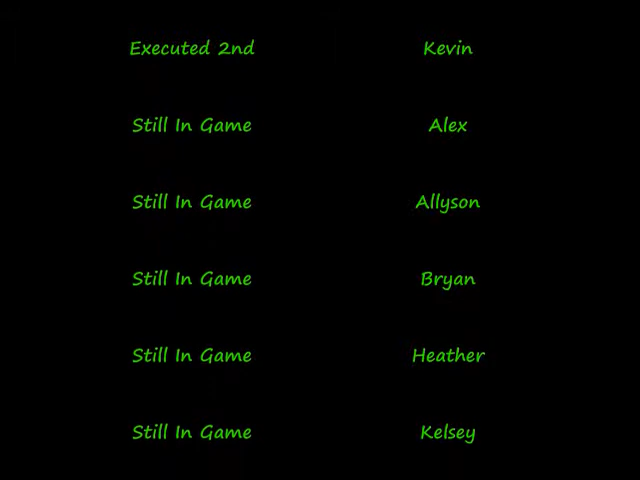 Executed 2nd Kevin
Still In Game Alex
Still In Game Allyson
Still In Game Bryan
Still In Game Heather
Still In Game Kelsey